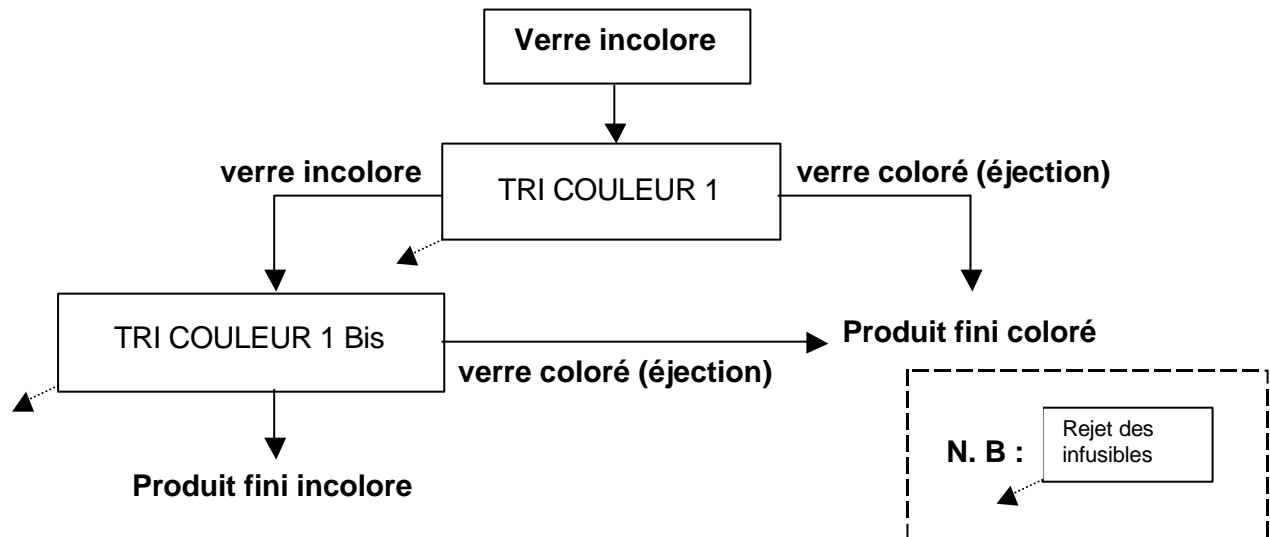 Verre incolore
verre incolore
TRI COULEUR 1
verre coloré (éjection)
TRI COULEUR 1 Bis
verre coloré (éjection)
Produit fini coloré
Produit fini incolore
N. B :
Rejet des
infusibles